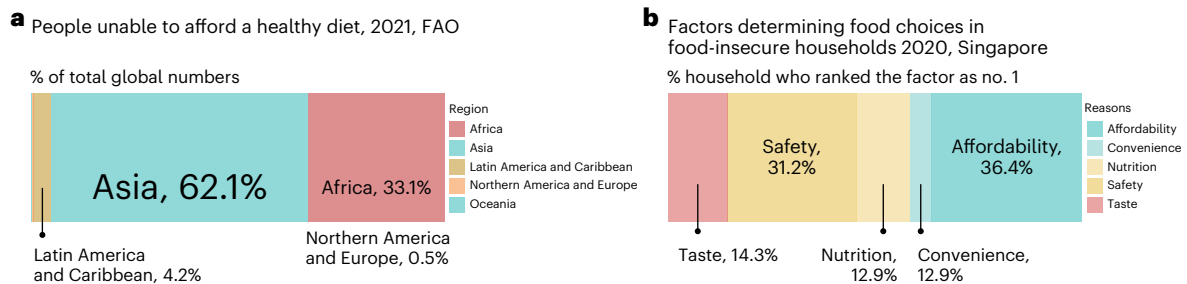 a People unable to afford a healthy diet, 2021, FAO
% of total global numbers
Asia, 62.1%
Africa, 33.1%
Latin America
and Caribbean, 4.2%
Northern America
and Europe, 0.5%
Region
Africa
Asia
Latin America and Caribbean
Northern America and Europe
Oceania
b Factors determining food choices in
food-insecure households 2020, Singapore
% household who ranked the factor as no. 1
Safety,
31.2%
Affordability,
36.4%
Taste, 14.3%
Nutrition,
12.9%
Convenience,
12.9%
Reasons
Affordability
Convenience
Nutrition
Safety
Taste